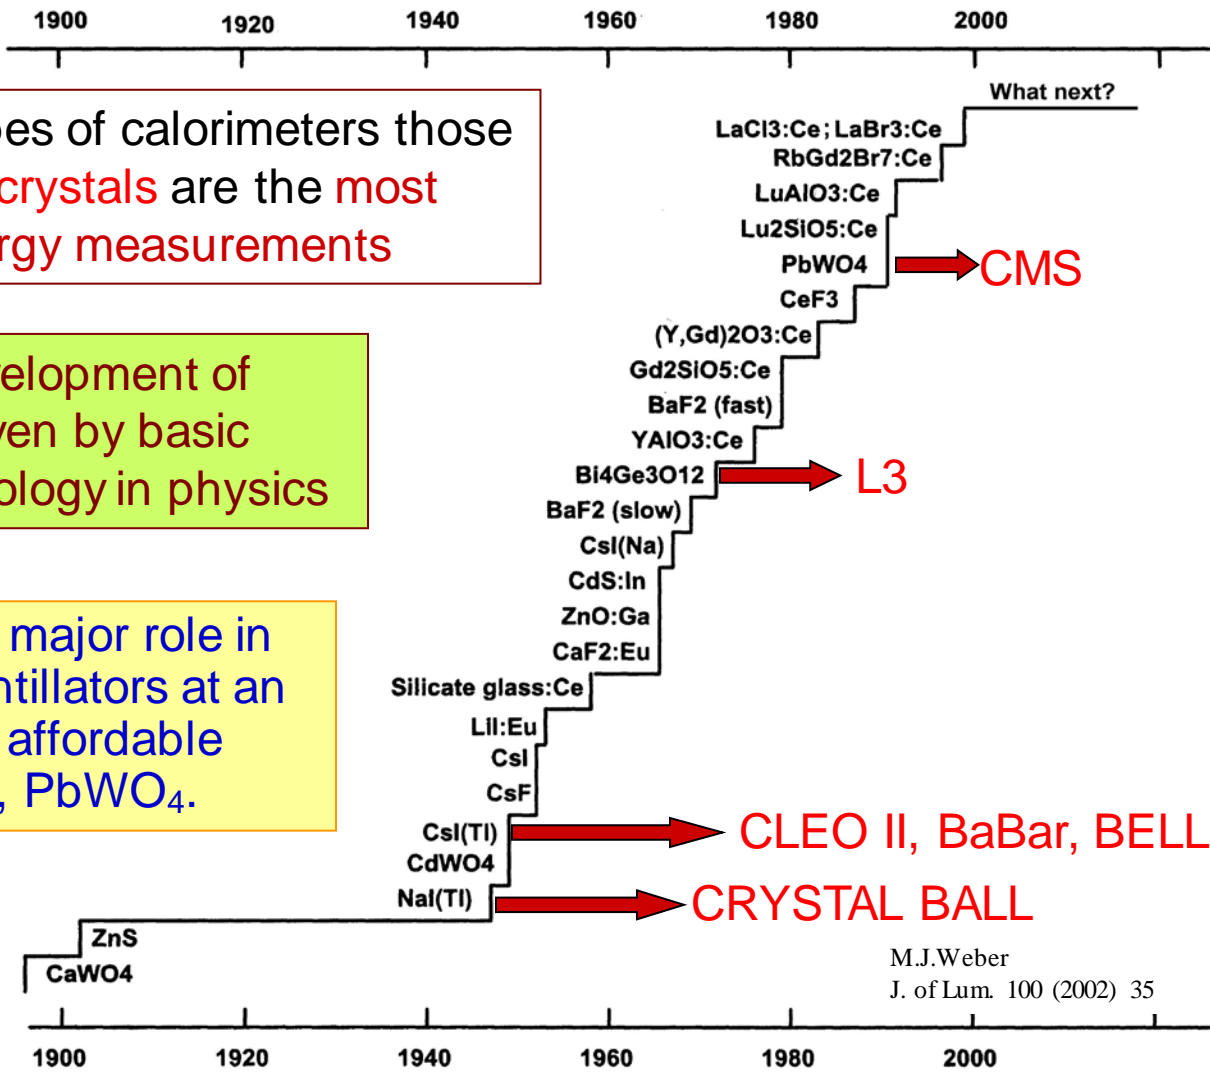 1900 1920 1940 1960 1980 2000
What next?
pes of calorimeters those
crystals are the most
rgy measurements
LaCl3:Ce; LaBr3:Ce
RbGd2Br7:Ce
LuAlO3:Ce
Lu2SiO5:Ce
PbWO4
CMS
CeF3
(Y,Gd)2O3:Ce
velopment of
ven by basic
ology in physics
Gd2SiO5:Ce
BaF2 (fast)
YAlO3:Ce
Bi4Ge3O12
L3
BaF2 (slow)
CsI(Na)
CdS:In
ZnO:Ga
CaF2:Eu
major role in
ntillators at an
affordable
, PbWO₄.
Silicate glass:Ce
LiI:Eu
CsI
CsF
CsI(Tl)
CLEO II, BaBar, BELL
CdWO4
NaI(Tl)
CRYSTAL BALL
ZnS
CaWO4
M.J.Weber
J. of Lum. 100 (2002) 35
1900 1920 1940 1960 1980 2000